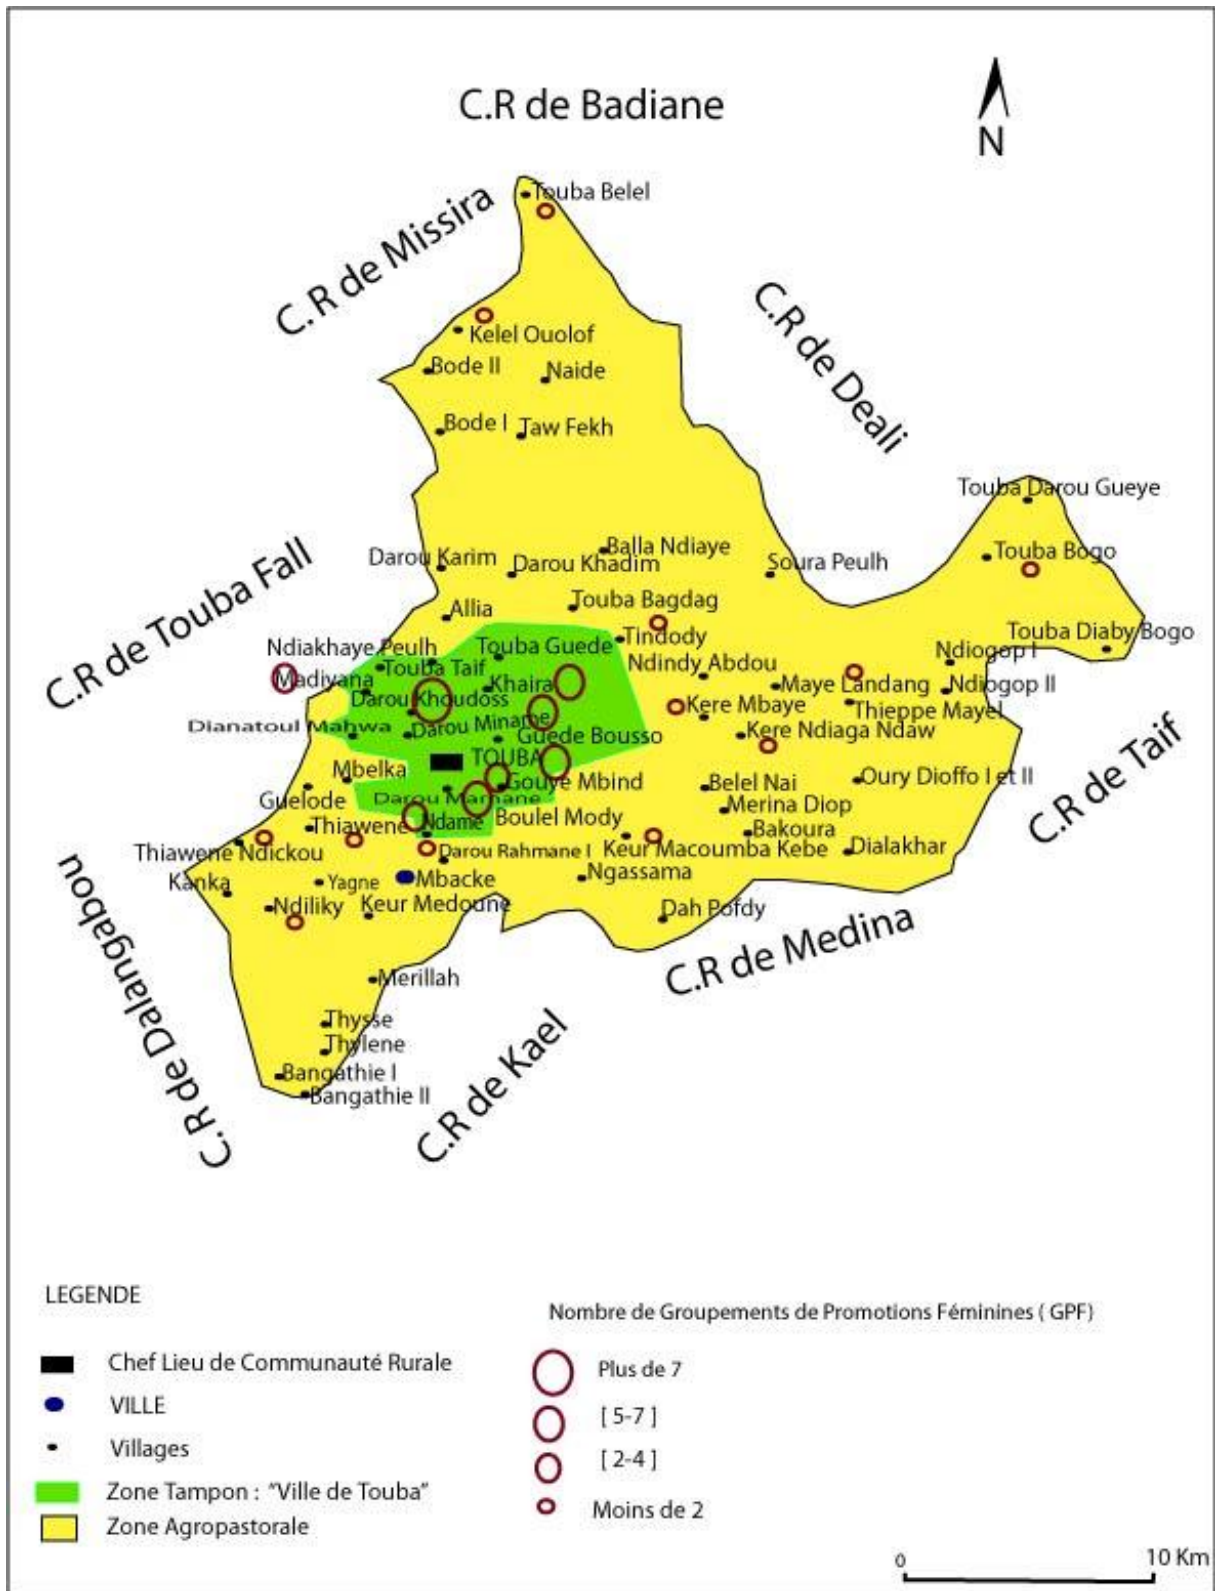 C.R de Badiane
N
C.R de Missira
Touba Belel
C.R de Deali
Kelel Ouolof
Bode II
Naide
Bode I
Taw Fekh
Touba Darou Gueye
C.R de Touba Fall
Balla Ndiaye
Darou Karim
Darou Khadim
Soura Peulh
Touba Bogo
Allia
Touba Bagdag
Tindody
Touba Diaby Bogo
Ndiakhaye Peulh
Touba Guede
Ndindy Abdou
Ndiogop I
Madiyana
Touba Taif
Khaira
Maye Landang
Ndiogop II
Darou Khoudoss
Kere Mbaye
Thieppe Mayel
Dianatoul Mahwa
Darou Miname
Guede Bousso
Kere Ndiaga Ndaw
C.R de Taif
TOUBA
Mbelka
Gouye Mbind
Belel Nai
Oury Dioffo I et II
Guelode
Darou Marnane
Merina Diop
Thiawene
Ndame
Boulel Mody
Bakoura
Thiawene Ndickou
Darou Rahmane I
Keur Macoumba Kebe
Dialakhar
Kanka
Yagne
Mbacke
Ngassama
Ndiliky
Keur Medoune
Dah Pofdy
C.R de Dalangabou
C.R de Medina
Merillah
Thysse
Thylene
C.R de Kael
Bangathie I
Bangathie II
LEGENDE
Chef Lieu de Communauté Rurale
VILLE
Villages
Zone Tampon : "Ville de Touba"
Zone Agropastorale
Nombre de Groupements de Promotions Féminines ( GPF)
Plus de 7
[ 5-7 ]
[ 2-4 ]
Moins de 2
0 10 Km